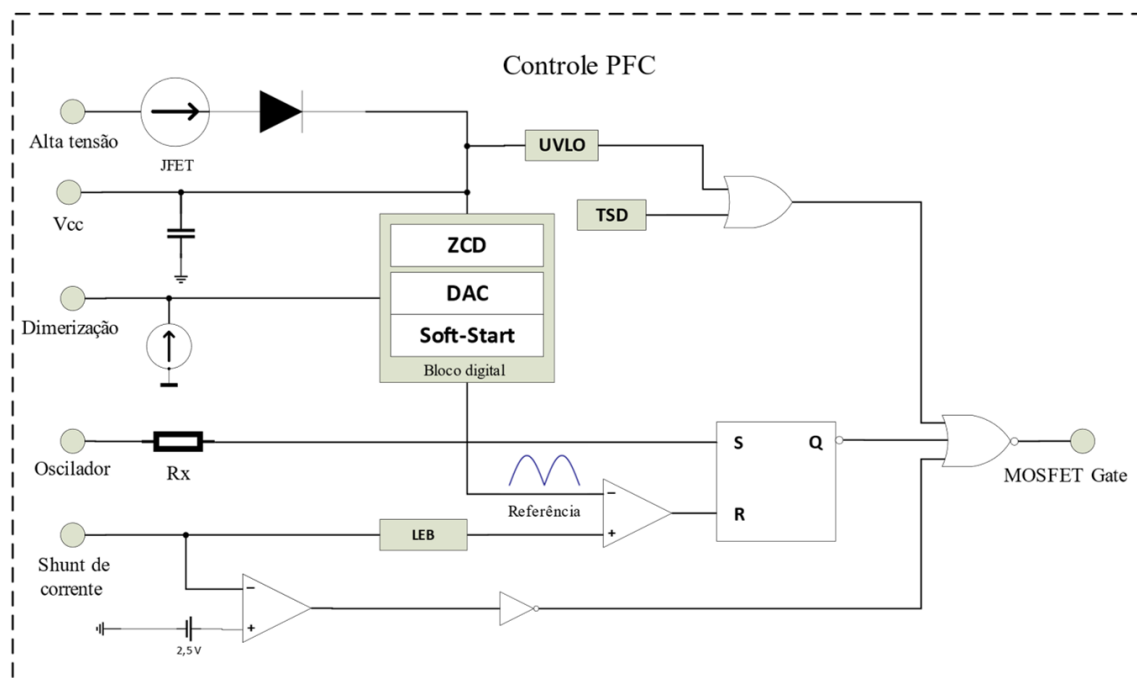 Controle PFC
Alta tensão
JFET
UVLO
TSD
Vcc
ZCD
DAC
Soft-Start
Bloco digital
Dimerização
Oscilador
Rx
S
Q
R
MOSFET Gate
Referência
−
+
LEB
Shunt de
corrente
−
+
2,5 V